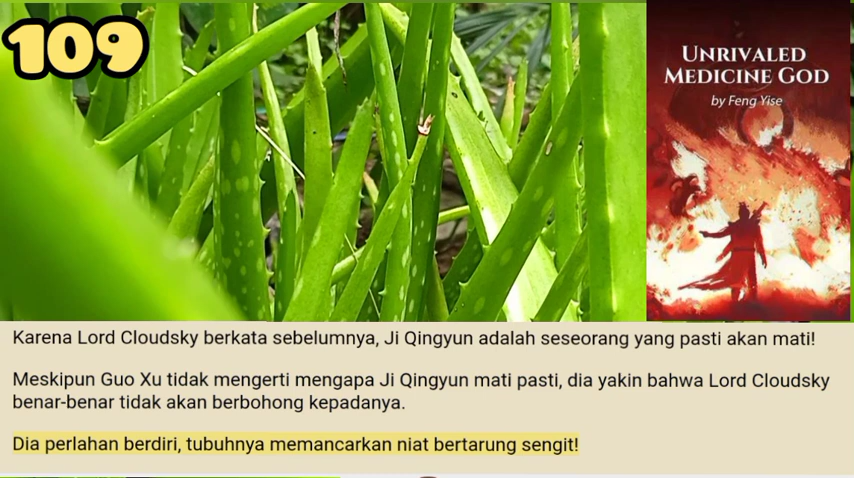 109
UNRIVALED
MEDICINE GOD
by Feng Yise
Karena Lord Cloudsky berkata sebelumnya, Ji Qingyun adalah seseorang yang pasti akan mati!
Meskipun Guo Xu tidak mengerti mengapa Ji Qingyun mati pasti, dia yakin bahwa Lord Cloudsky
benar-benar tidak akan berbohong kepadanya.
Dia perlahan berdiri, tubuhnya memancarkan niat bertarung sengit!